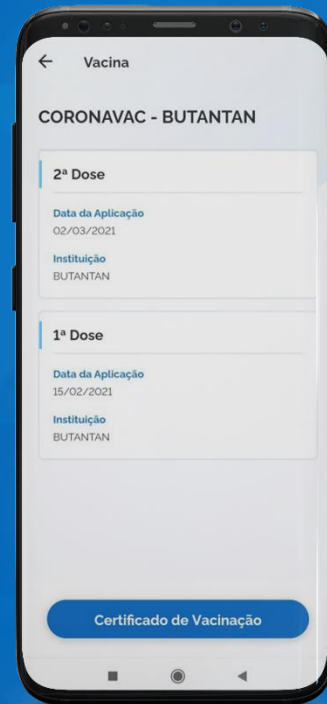 Vacina
CORONAVAC - BUTANTAN
2ª Dose
Data da Aplicação
02/03/2021
Instituição
BUTANTAN
1ª Dose
Data da Aplicação
15/02/2021
Instituição
BUTANTAN
Certificado de Vacinação